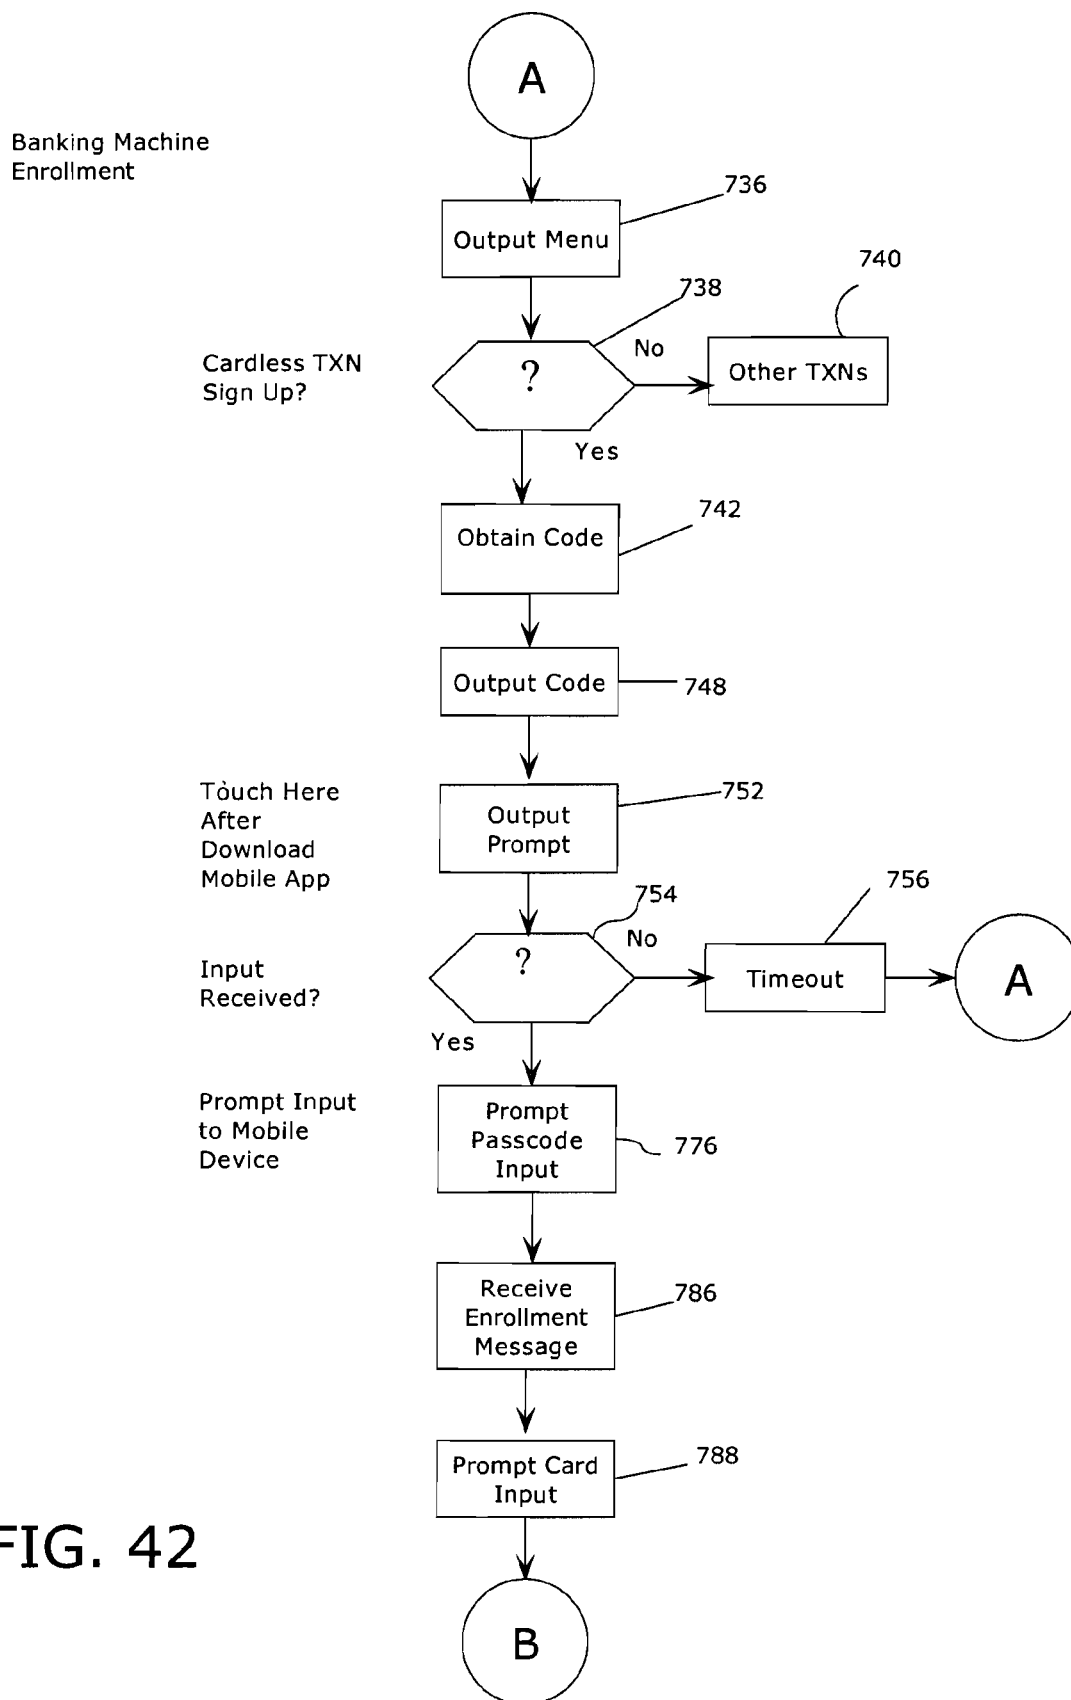 A
Banking Machine
Enrollment
736
Output Menu
740
738
No
Cardless TXN
Sign Up?
?
Other TXNs
Yes
742
Obtain Code
Output Code
748
Touch Here
After
Download
Mobile App
752
Output
Prompt
754
756
No
Input
Received?
?
Timeout
A
Yes
Prompt Input
to Mobile
Device
Prompt
Passcode
Input
776
Receive
Enrollment
Message
786
Prompt Card
Input
788
FIG. 42
B